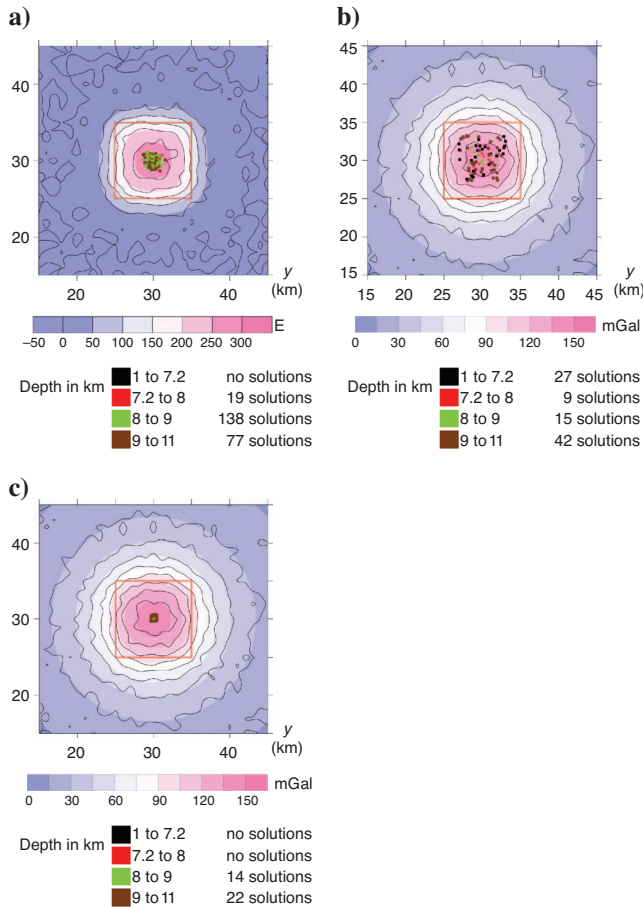 a)
40
30
20
20 30 40
y
(km)
−50 0 50 100 150 200 250 300
E
Depth in km
1 to 7.2 no solutions
7.2 to 8 19 solutions
8 to 9 138 solutions
9 to 11 77 solutions
b)
45
40
35
30
25
20
15
15 20 25 30 35 40 45
y
(km)
0 30 60 90 120 150
mGal
Depth in km
1 to 7.2 27 solutions
7.2 to 8 9 solutions
8 to 9 15 solutions
9 to 11 42 solutions
c)
40
30
20
20 30 40
y
(km)
0 30 60 90 120 150
mGal
Depth in km
1 to 7.2 no solutions
7.2 to 8 no solutions
8 to 9 14 solutions
9 to 11 22 solutions